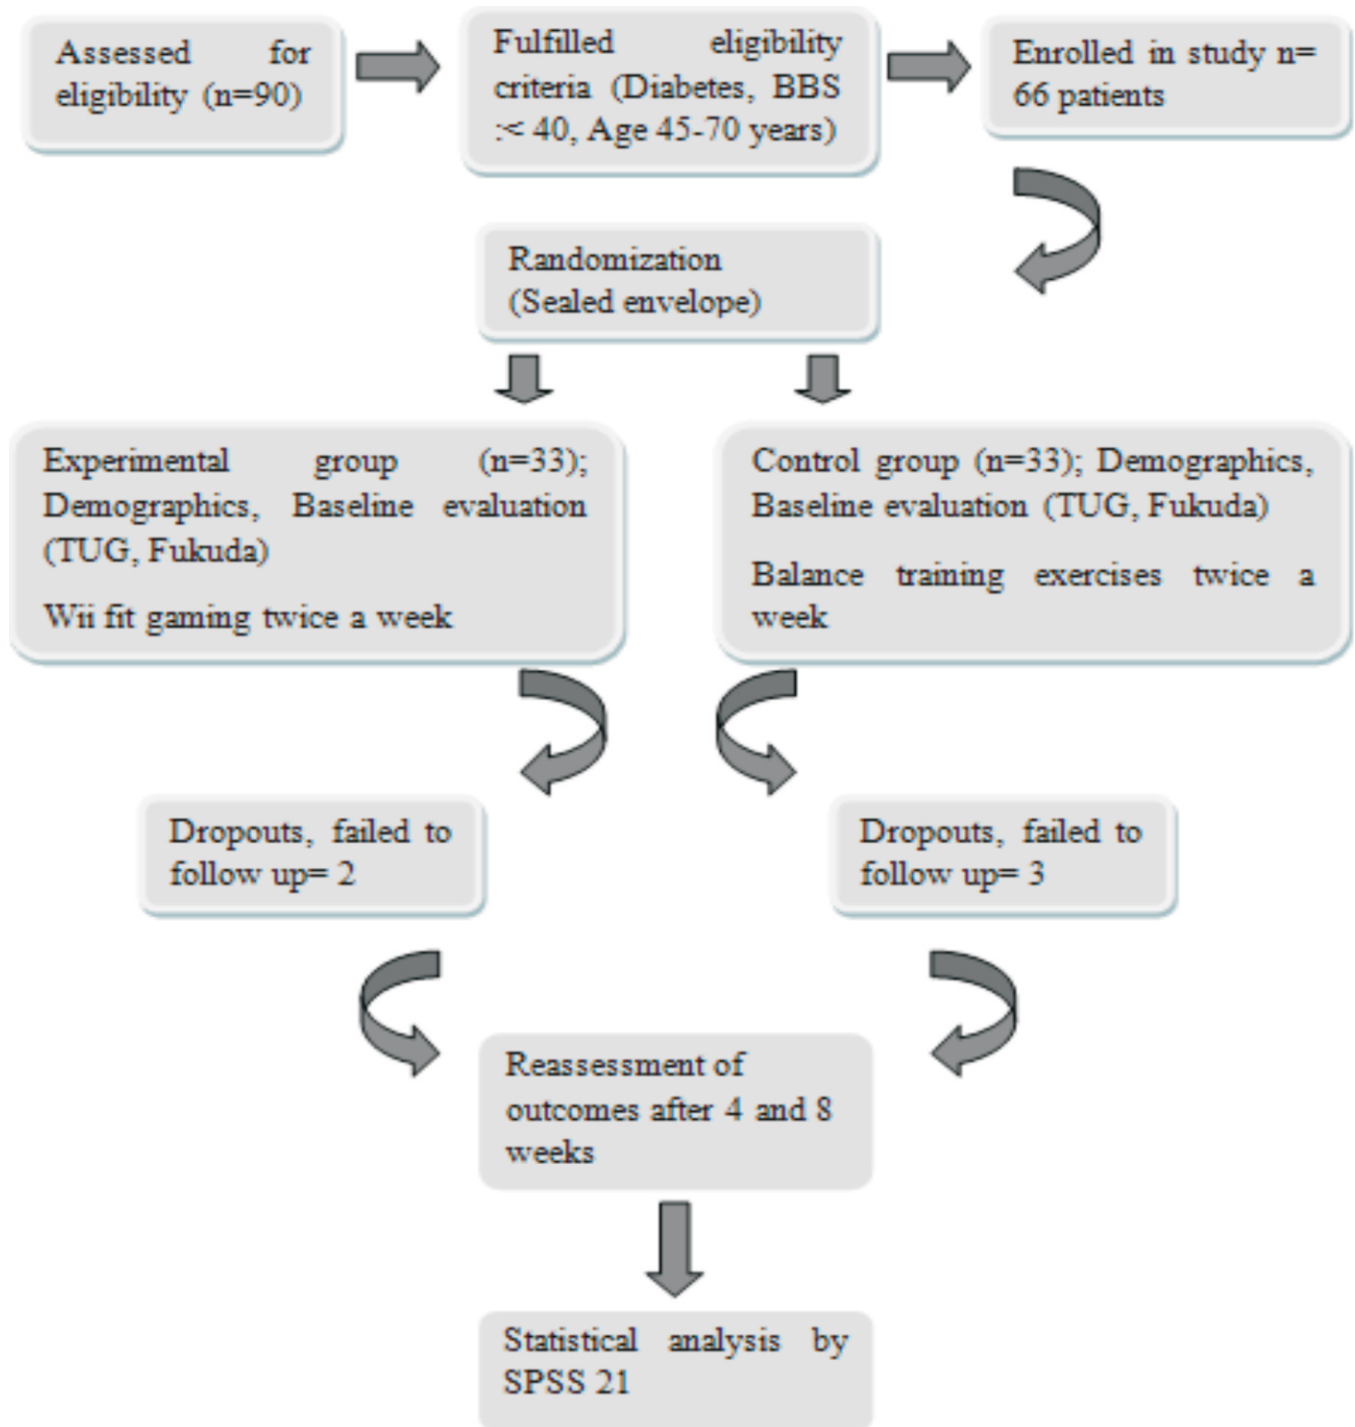 Assessed for
eligibility (n=90)
Fulfilled eligibility
criteria (Diabetes, BBS
:< 40, Age 45-70 years)
Enrolled in study n=
66 patients
Randomization
(Sealed envelope)
Experimental group (n=33);
Demographics, Baseline evaluation
(TUG, Fukuda)
Wii fit gaming twice a week
Control group (n=33); Demographics,
Baseline evaluation (TUG, Fukuda)
Balance training exercises twice a
week
Dropouts, failed to
follow up= 2
Dropouts, failed to
follow up= 3
Reassessment of
outcomes after 4 and 8
weeks
Statistical analysis by
SPSS 21